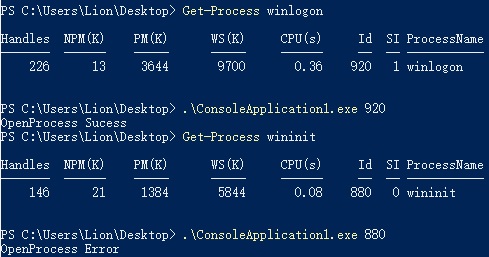 PS C:\Users\Lion\Desktop> Get-Process winlogon
Handles NPM(K) PM(K) WS(K) CPU(s) Id SI ProcessName
226 13 3644 9700 0.36 920 1 winlogon
PS C:\Users\Lion\Desktop> .\ConsoleApplication1.exe 920
OpenProcess Sucess
PS C:\Users\Lion\Desktop> Get-Process wininit
Handles NPM(K) PM(K) WS(K) CPU(s) Id SI ProcessName
146 21 1384 5844 0.08 880 0 wininit
PS C:\Users\Lion\Desktop> .\ConsoleApplication1.exe 880
OpenProcess Error